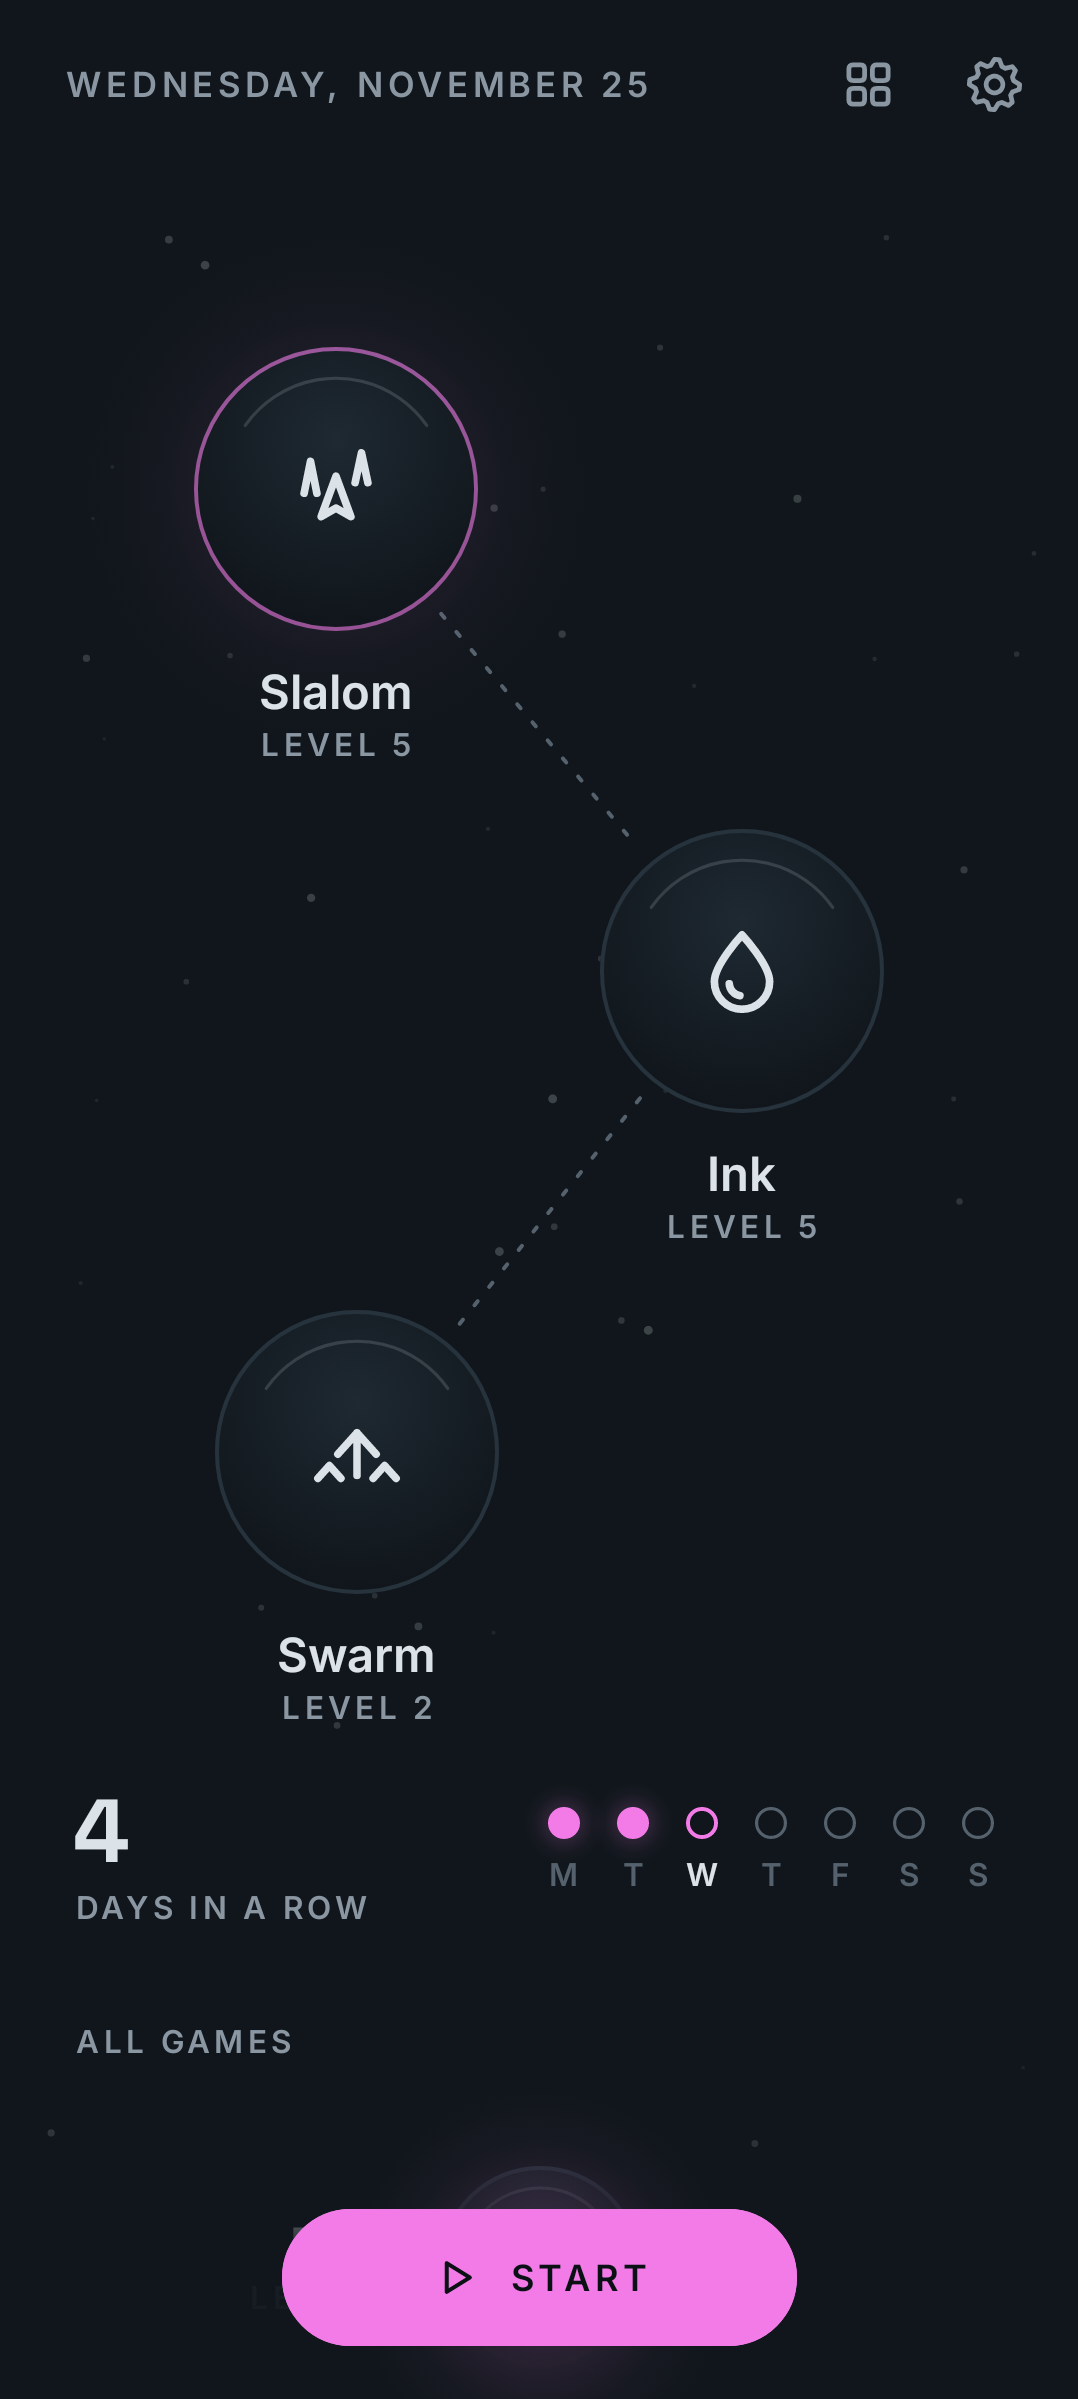 WEDNESDAY, NOVEMBER 25
Slalom
LEVEL 5
Ink
LEVEL 5
Swarm
LEVEL 2
4
DAYS IN A ROW
M T W T F S S
ALL GAMES
START